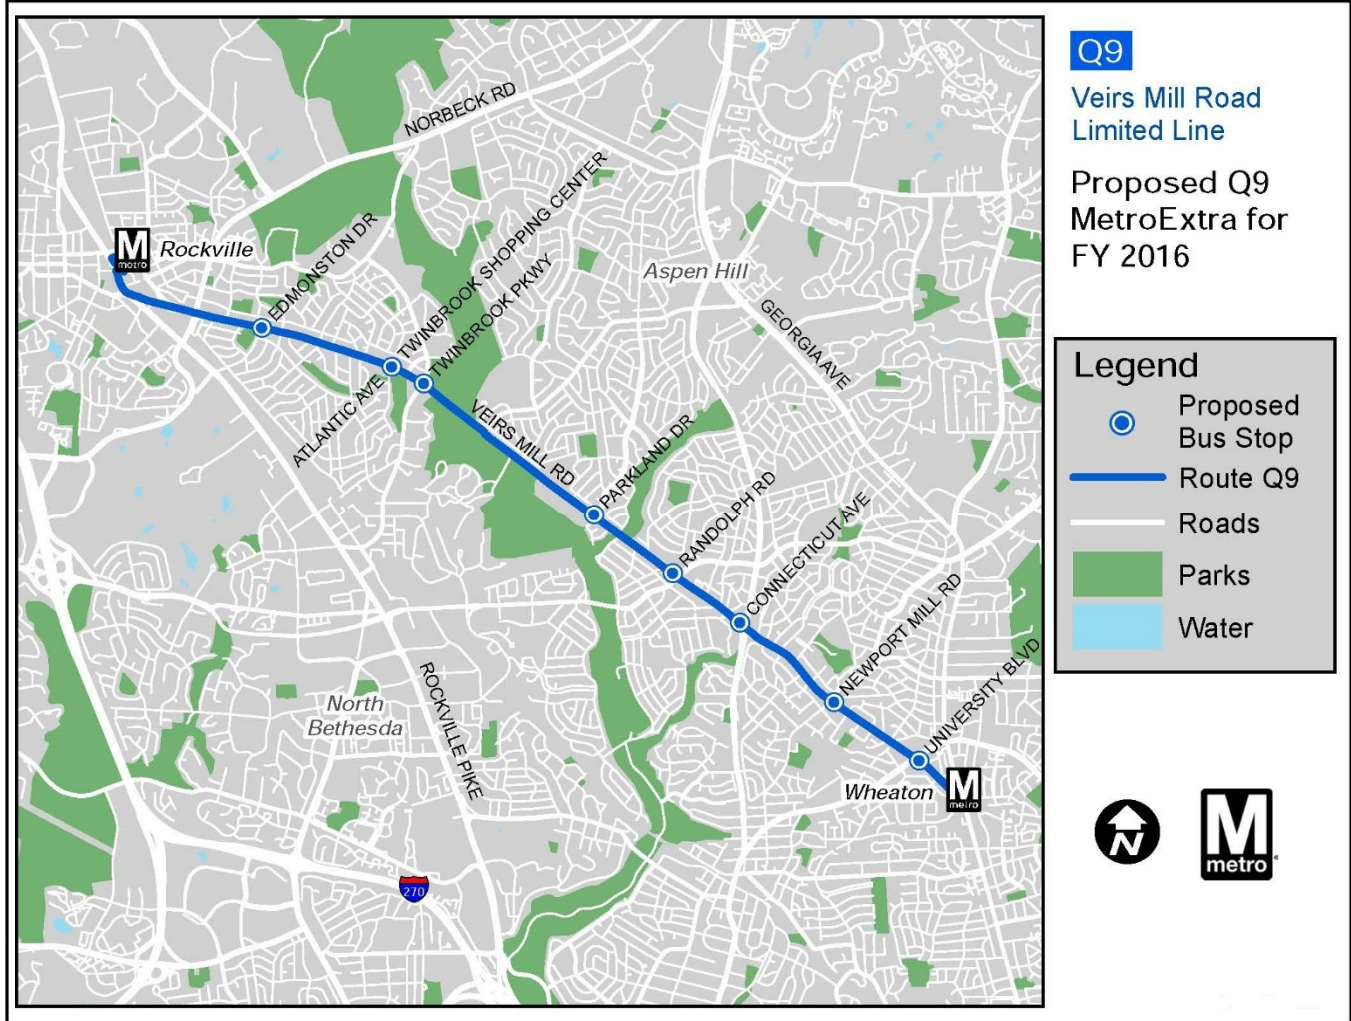 Q9
Veirs Mill Road
Limited Line
Proposed Q9
MetroExtra for
FY 2016
Legend
Proposed
Bus Stop
Route Q9
Roads
Parks
Water
N
M
metro
NORBECK RD
M
metro
Rockville
EDMONSTON DR
TWINBROOK SHOPPING CENTER
TWINBROOK PKWY
Aspen Hill
GEORGIA AVE
ATLANTIC AVE
VEIRS MILL RD
PARKLAND DR
RANDOLPH RD
CONNECTICUT AVE
NEWPORT MILL RD
UNIVERSITY BLVD
North
Bethesda
ROCKVILLE PIKE
Wheaton
M
metro
270